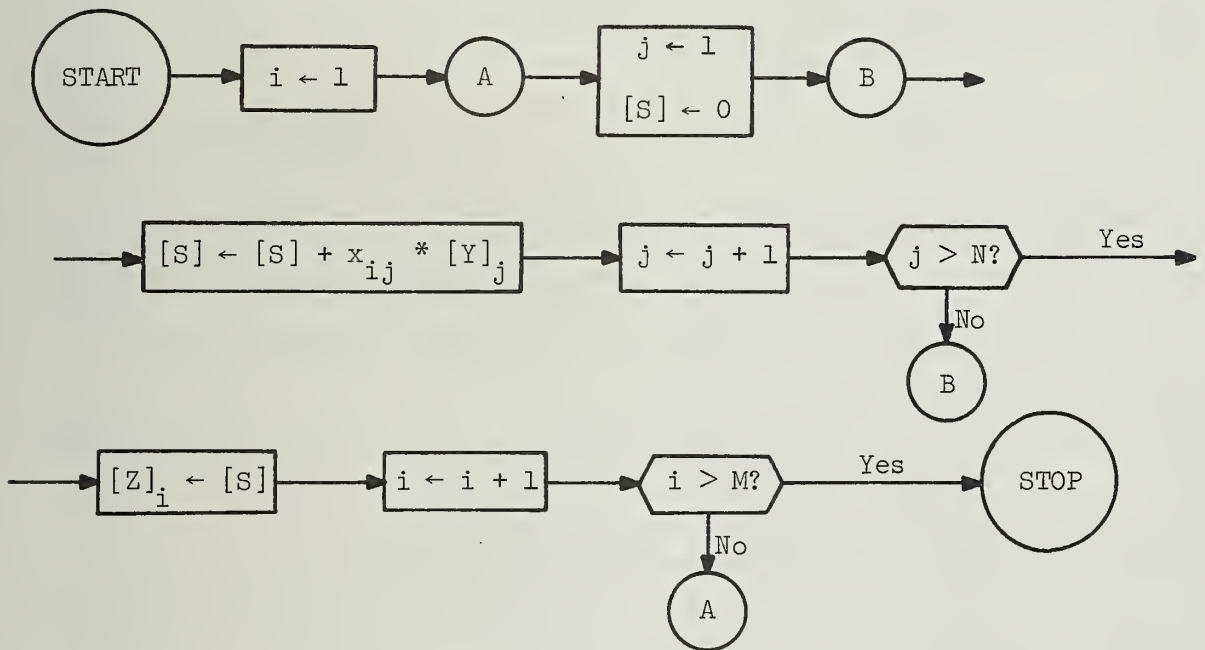 START
i ← 1
A
j ← 1
[S] ← 0
B
[S] ← [S] + x_ij * [Y]_j
j ← j + 1
j > N?
Yes
No
B
[Z]_i ← [S]
i ← i + 1
i > M?
Yes
STOP
No
A